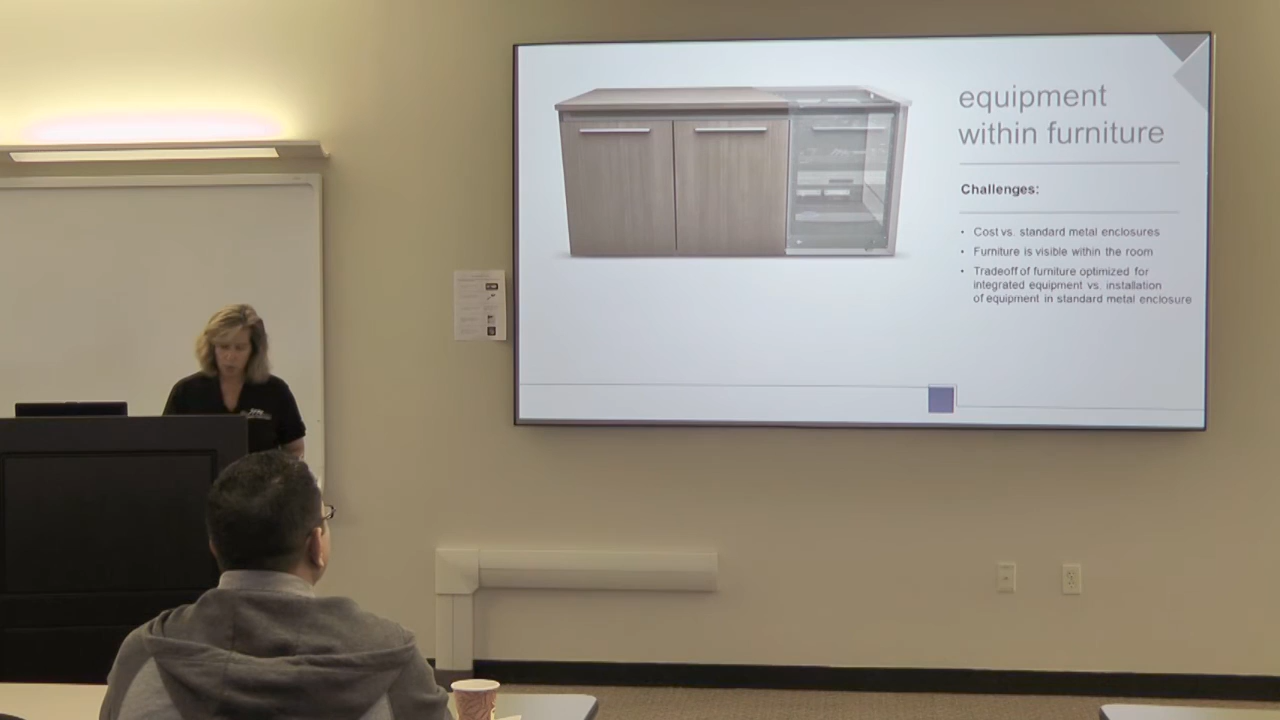 equipment
within furniture
Challenges:
• Cost vs. standard metal enclosures
• Furniture is visible within the room
• Tradeoff of furniture optimized for
integrated equipment vs. installation
of equipment in standard metal enclosure